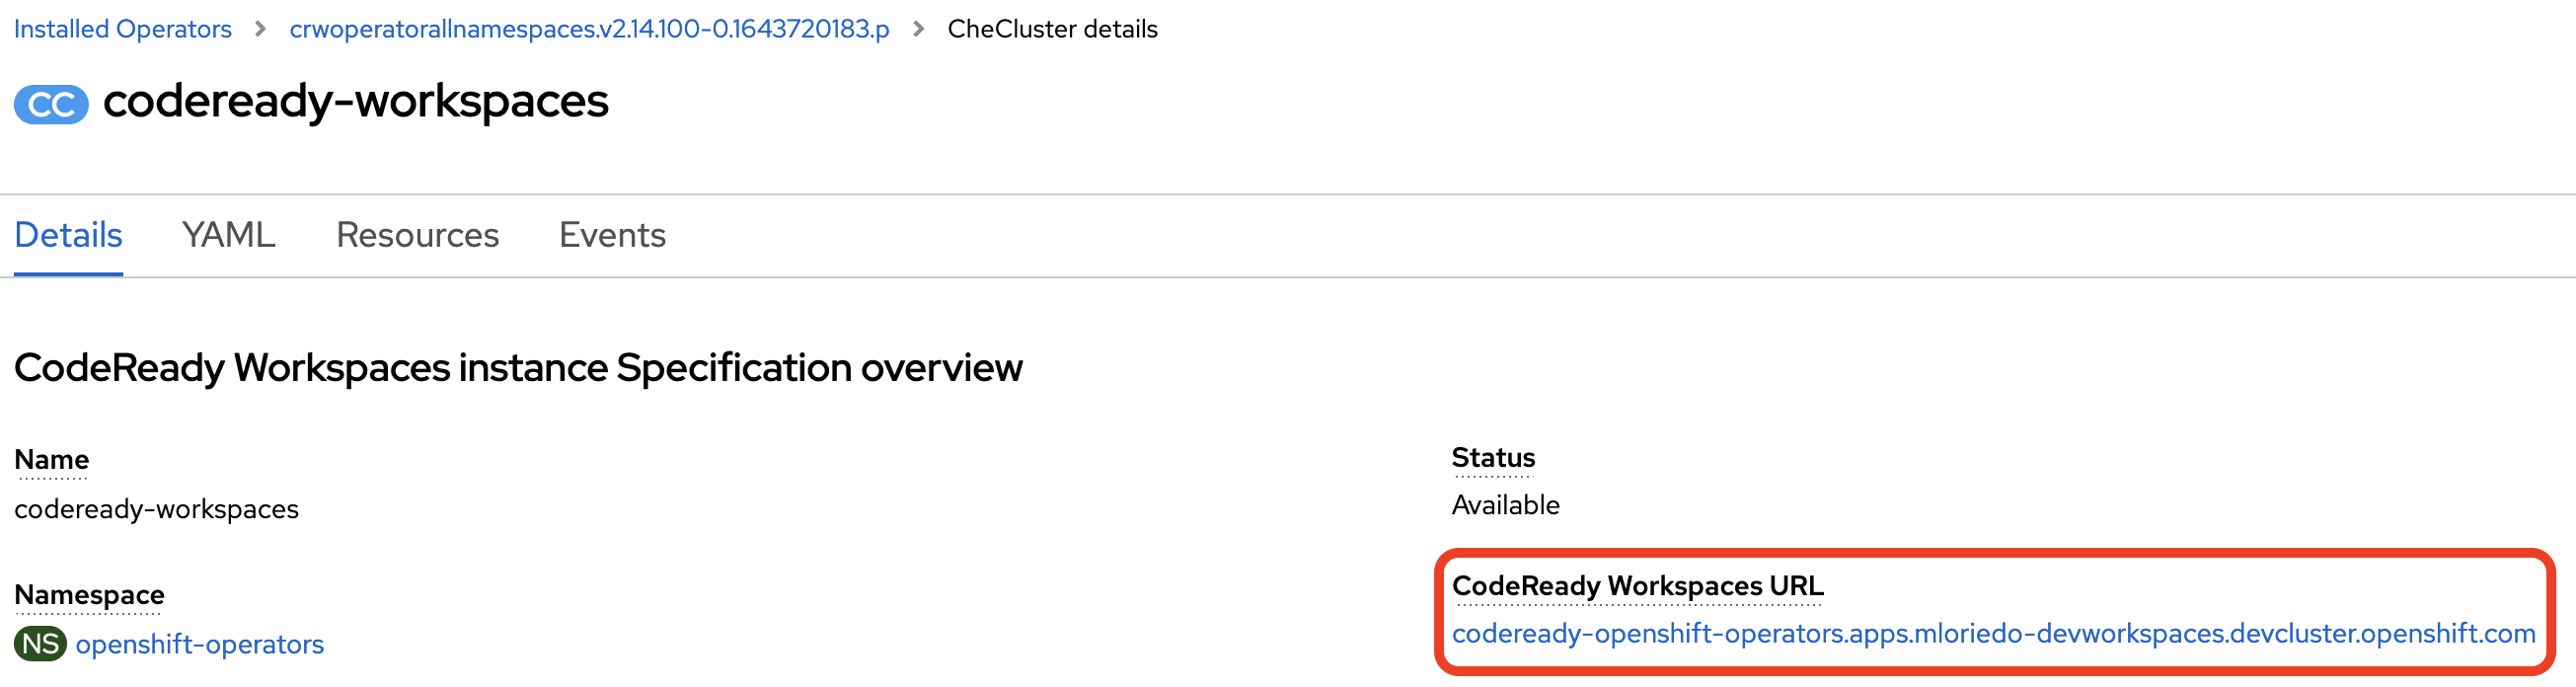 Installed Operators > crwoperatorallnamespaces.v2.14.100-0.1643720183.p > CheCluster details
CC codeready-workspaces
Details YAML Resources Events
CodeReady Workspaces instance Specification overview
Name
codeready-workspaces
Namespace
NS openshift-operators
Status
Available
CodeReady Workspaces URL
codeready-openshift-operators.apps.mloriedo-devworkspaces.devcluster.openshift.com